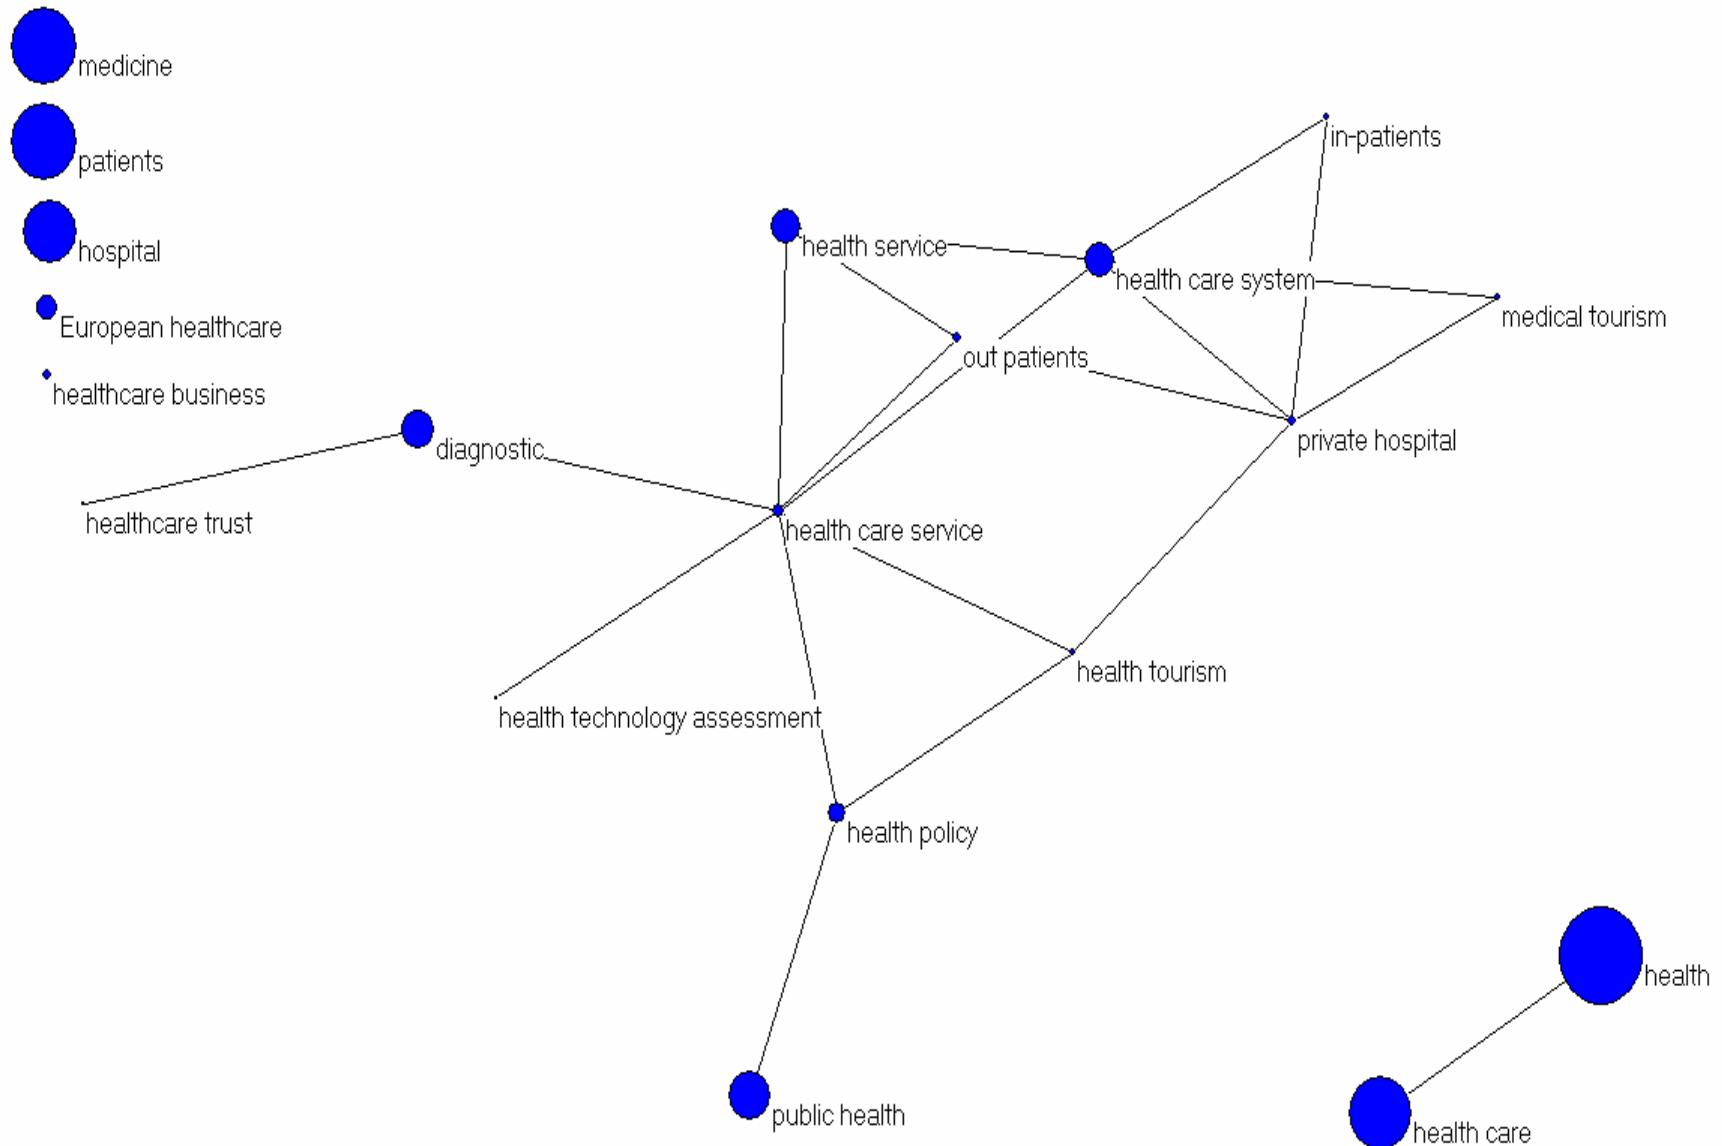 medicine
in-patients
patients
health service
hospital
health care system
medical tourism
European healthcare
out patients
healthcare business
private hospital
diagnostic
healthcare trust
health care service
health tourism
health technology assessment
health policy
health
public health
health care